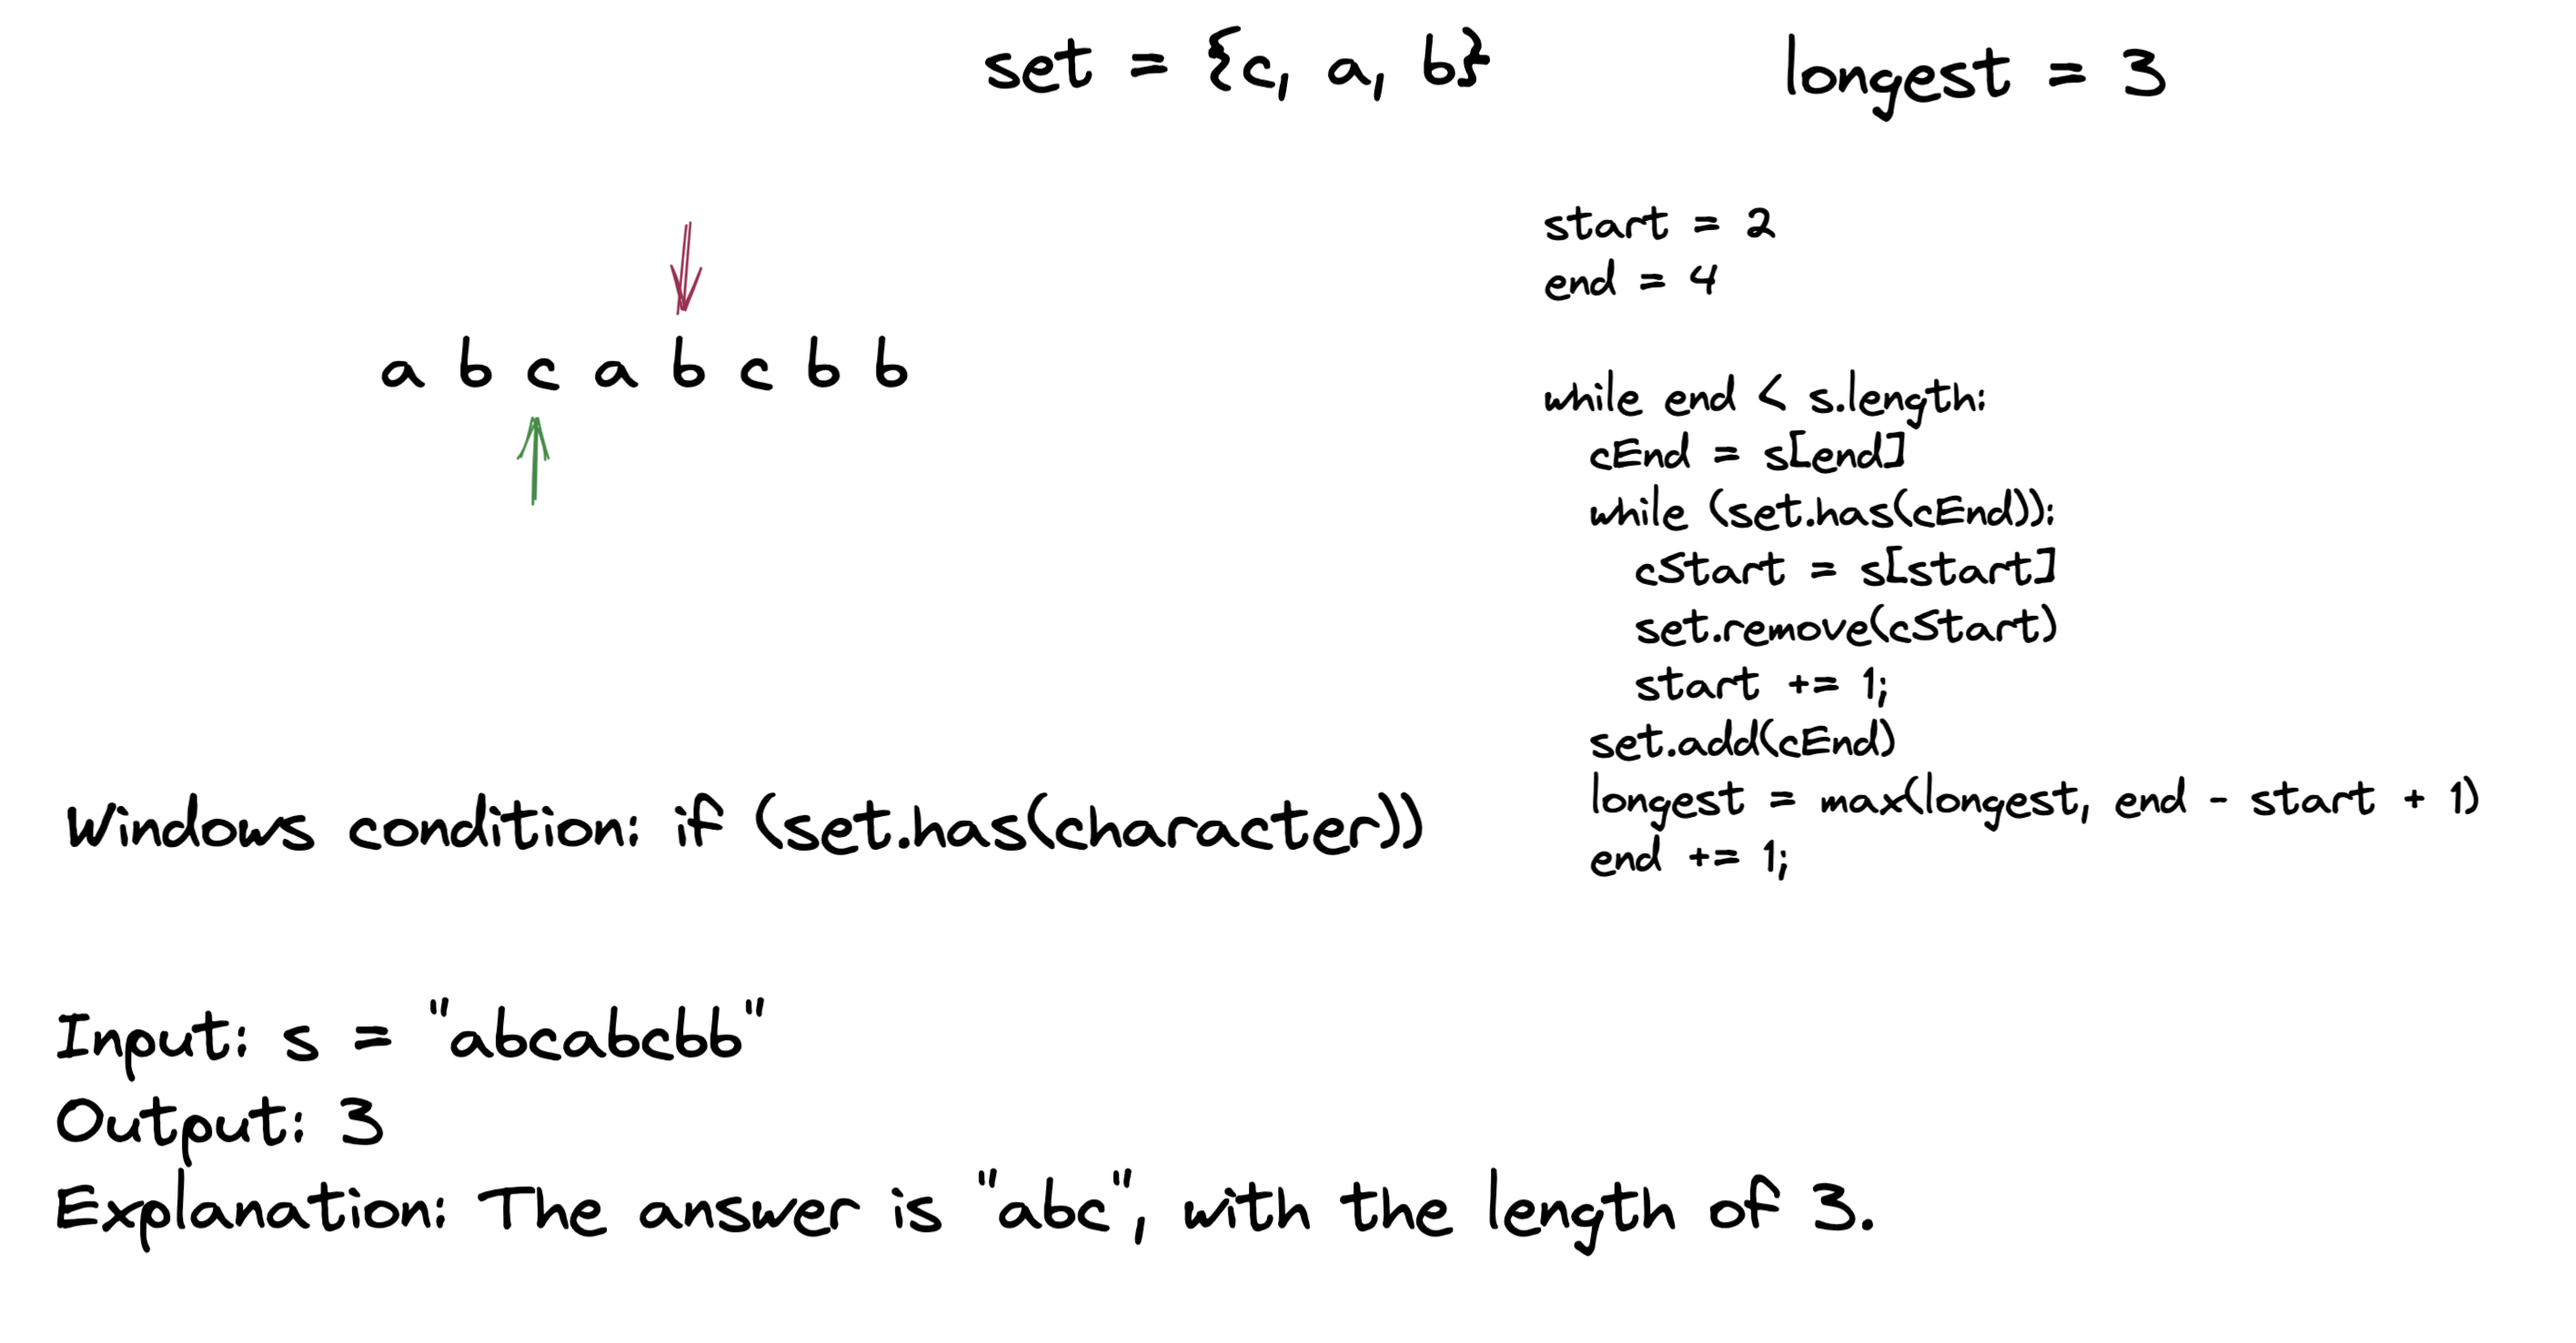 set = {c, a, b}
longest = 3
a b c a b c b b
start = 2
end = 4
while end < s.length:
cEnd = s[end]
while (set.has(cEnd)):
cStart = s[start]
set.remove(cStart)
start += 1;
set.add(cEnd)
longest = max(longest, end - start + 1)
end += 1;
Windows condition: if (set.has(character))
Input: s = "abcabcbb"
Output: 3
Explanation: The answer is "abc", with the length of 3.